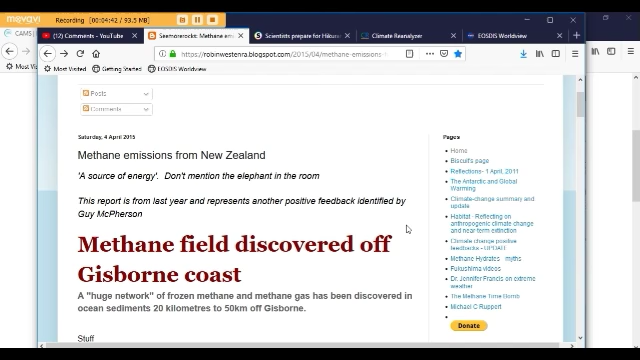 movavi Recording 00:04:42 / 93.5 MB
CAMS
(12) Comments - YouTube
Seemorerocks!: Methane emi
Scientists prepare for Hikura
Climate Reanalyzer
EOSDIS Worldview
https://robinwestenra.blogspot.com/2015/04/methane-emissions
Most Visited
Most Visited Getting Started EOSDIS Worldview
Posts
Comments
Saturday, 4 April 2015
Methane emissions from New Zealand
'A source of energy'. Don't mention the elephant in the room
This report is from last year and represents another positive feedback identified by
Guy McPherson
Methane field discovered off
Gisborne coast
A "huge network" of frozen methane and methane gas has been discovered in
ocean sediments 20 kilometres to 50km off Gisborne.
Stuff
Pages
Home
Biscuit's page
Reflections- 1 April, 2011
The Antarctic and Global
Warming
Climate-change summary and
update
Habitat - Reflecting on
anthropogenic climate change
and near-term extinction
Climate change positive
feedbacks - UPDATE
Methane Hydrates - myths
Fukushima videos
Dr. Jennifer Francis on extreme
weather
The Methane Time Bomb
Michael C Ruppert
Donate